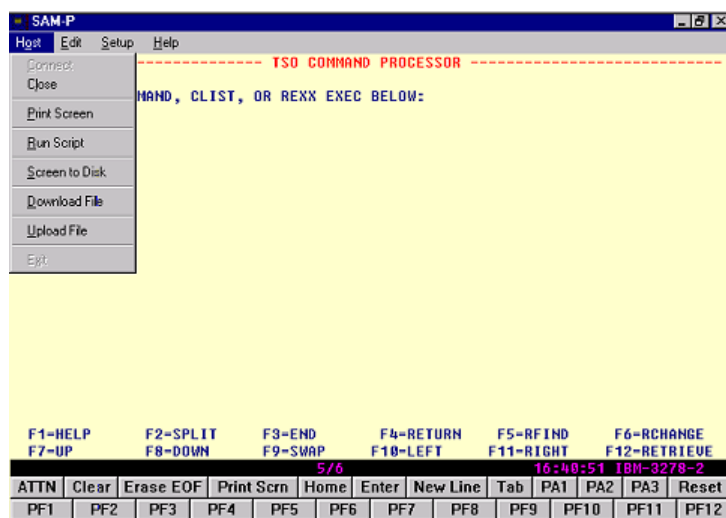 SAM-P
Host Edit Setup Help
Connect
Close
Print Screen
Run Script
Screen to Disk
Download File
Upload File
Exit
-------------- TSO COMMAND PROCESSOR ----------------------------
MAND, CLIST, OR REXX EXEC BELOW:
F1=HELP F2=SPLIT F3=END F4=RETURN F5=RFIND F6=RCHANGE
F7=UP F8=DOWN F9=SWAP F10=LEFT F11=RIGHT F12=RETRIEVE
5/6 16:40:51 IBM-3278-2
ATTN Clear Erase EOF Print Scrn Home Enter New Line Tab PA1 PA2 PA3 Reset
PF1 PF2 PF3 PF4 PF5 PF6 PF7 PF8 PF9 PF10 PF11 PF12